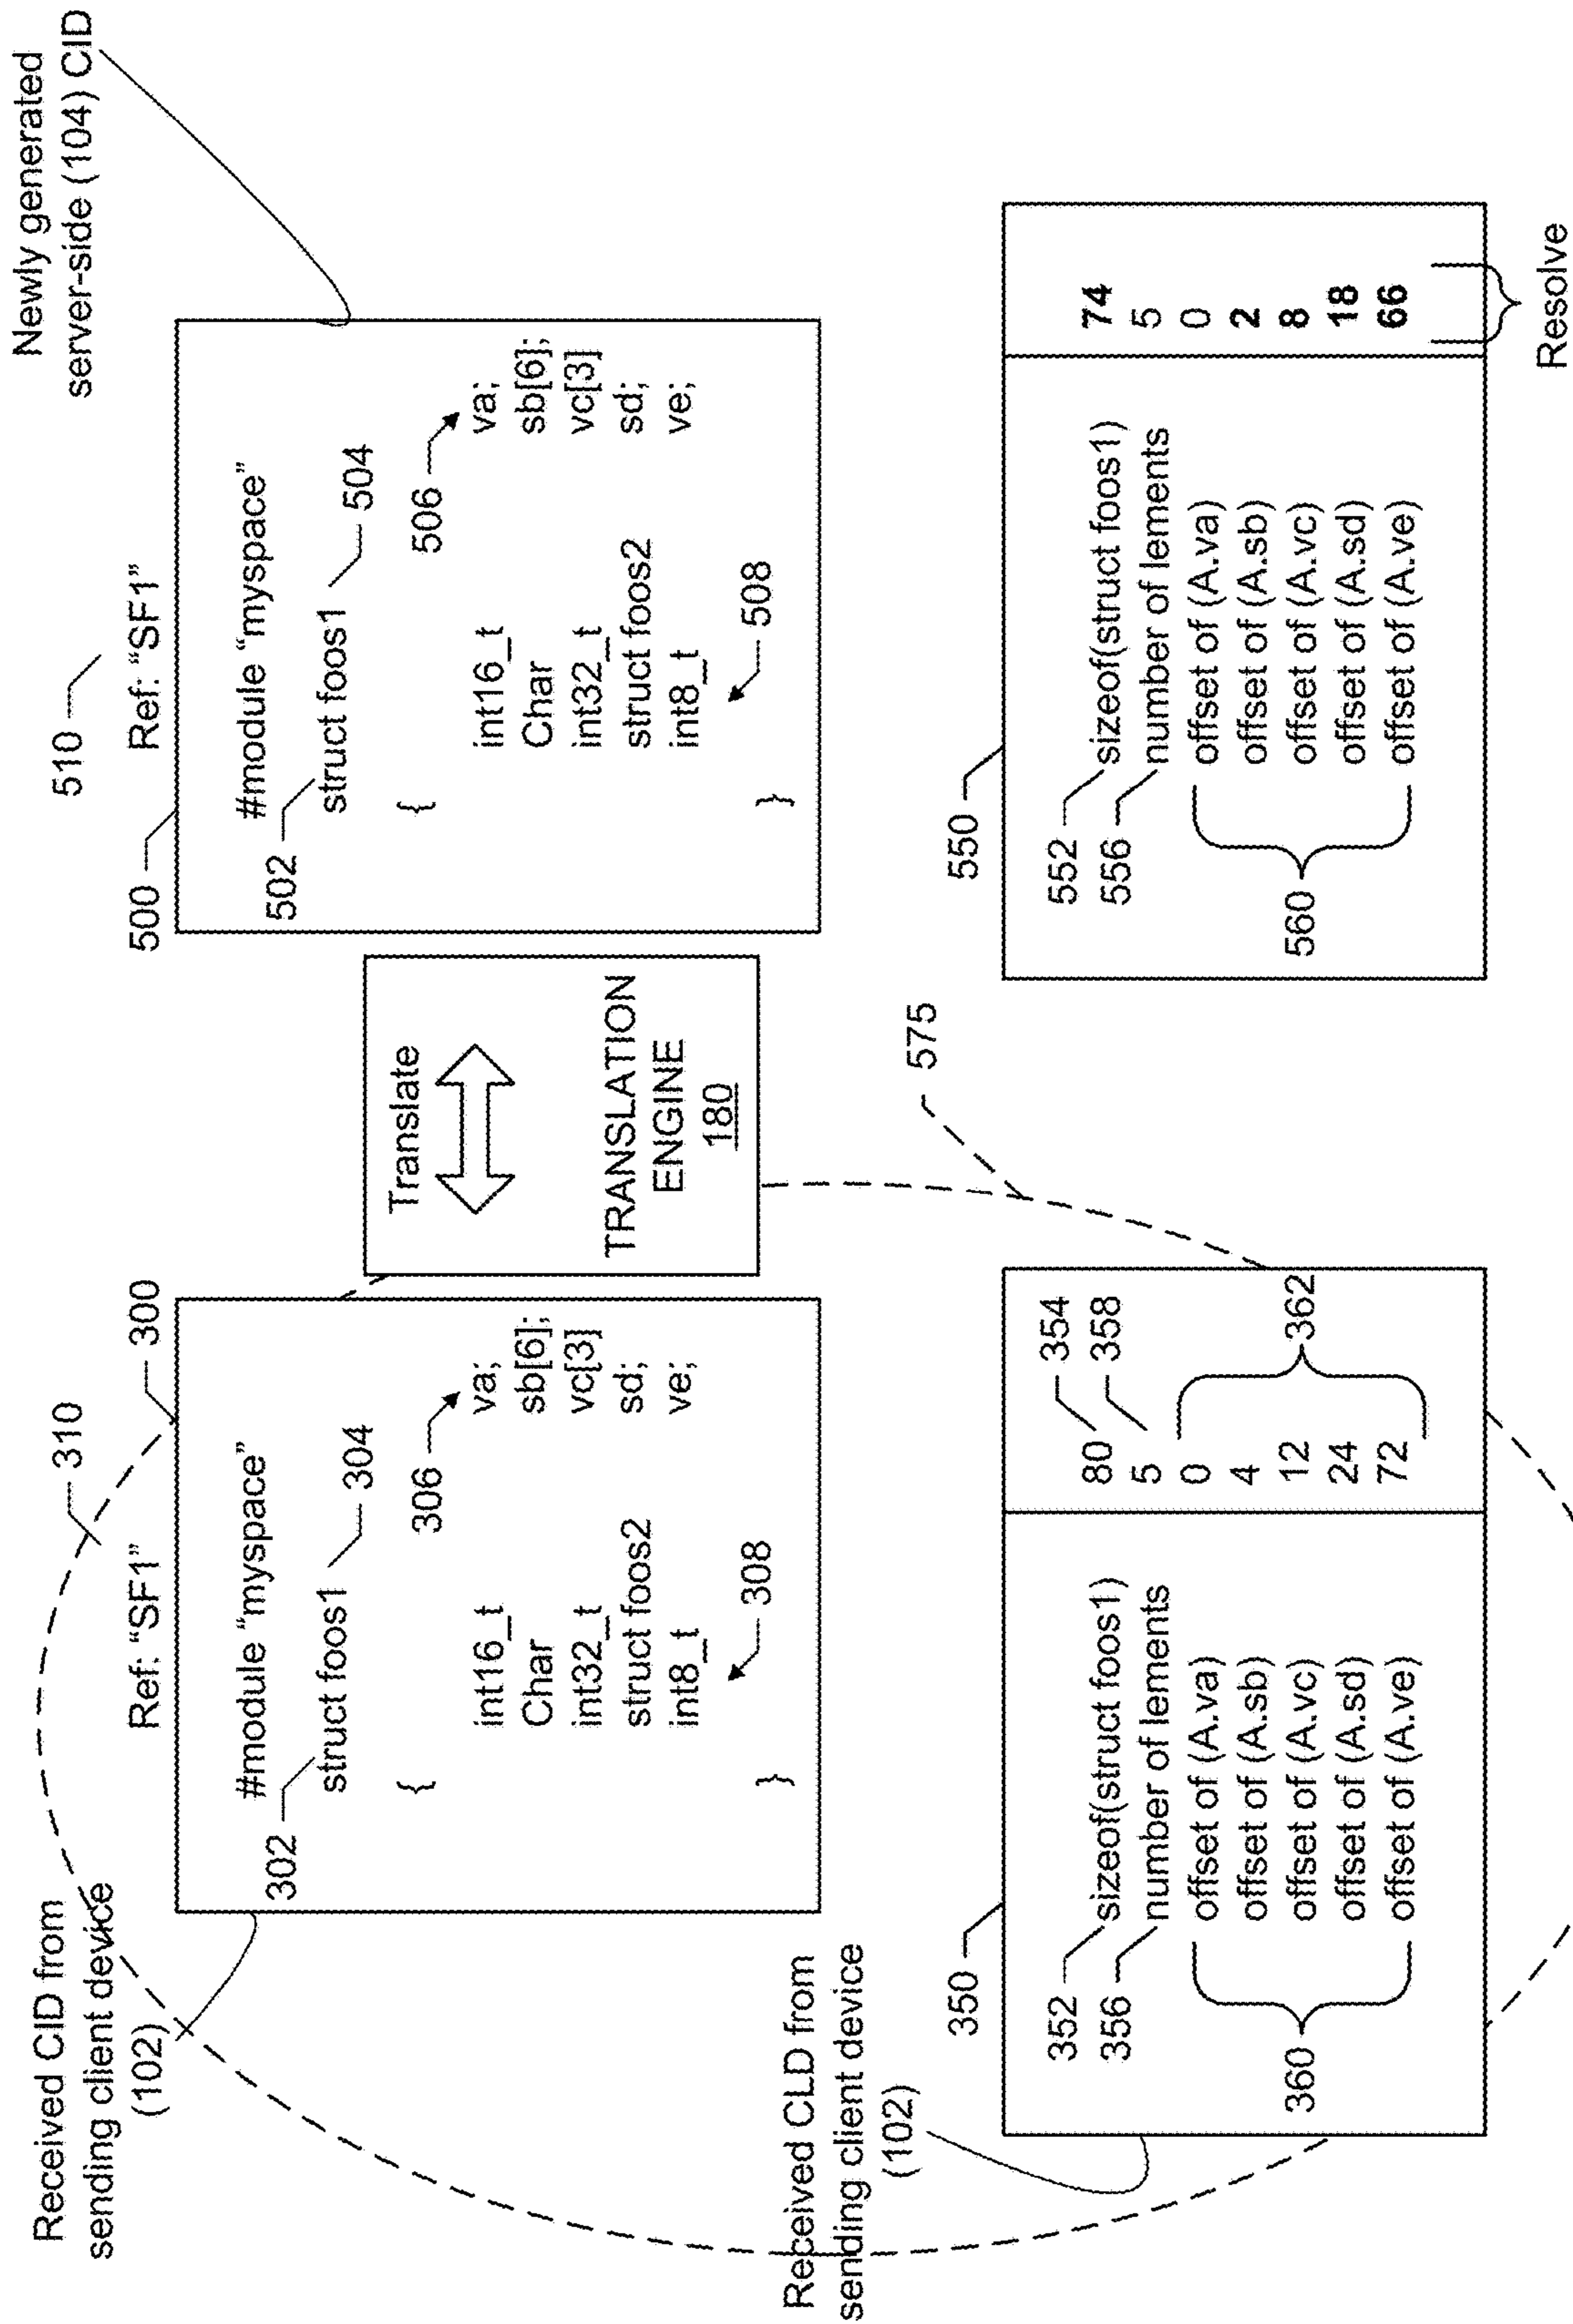 Received CID from
sending client device
(102)
310
Ref: “SF1”
300
302
#module “myspace”
struct foos1
304
306
{
int16_t va;
Char sb[6];
int32_t vc[3]
struct foos2 sd;
int8_t ve;
308
}
Translate
TRANSLATION
ENGINE
180
Newly generated
server-side (104) CID
510
Ref: “SF1”
500
502
#module “myspace”
struct foos1
504
506
{
int16_t va;
Char sb[6];
int32_t vc[3]
struct foos2 sd;
int8_t ve;
508
}
Received CLD from
sending client device
(102)
350
352
356
360
sizeof(struct foos1) 80
number of lements 5
offset of (A.va) 0
offset of (A.sb) 4
offset of (A.vc) 12
offset of (A.sd) 24
offset of (A.ve) 72
354
358
362
575
550
552
556
560
sizeof(struct foos1) 74
number of lements 5
offset of (A.va) 0
offset of (A.sb) 2
offset of (A.vc) 8
offset of (A.sd) 18
offset of (A.ve) 66
Resolve